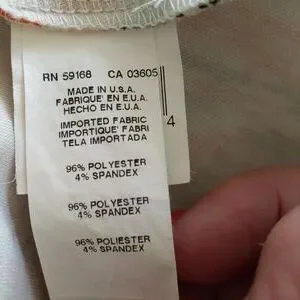 RN 59168 CA 03605
MADE IN U.S.A.
FABRIQUE' EN E.U.A.
HECHO EN E.U.A.
IMPORTED FABRIC
IMPORTIQUE' FABRI
TELA IMPORTADA
4
96% POLYESTER
4% SPANDEX
96% POLYESTER
4% SPANDEX
96% POLIESTER
4% SPANDEX